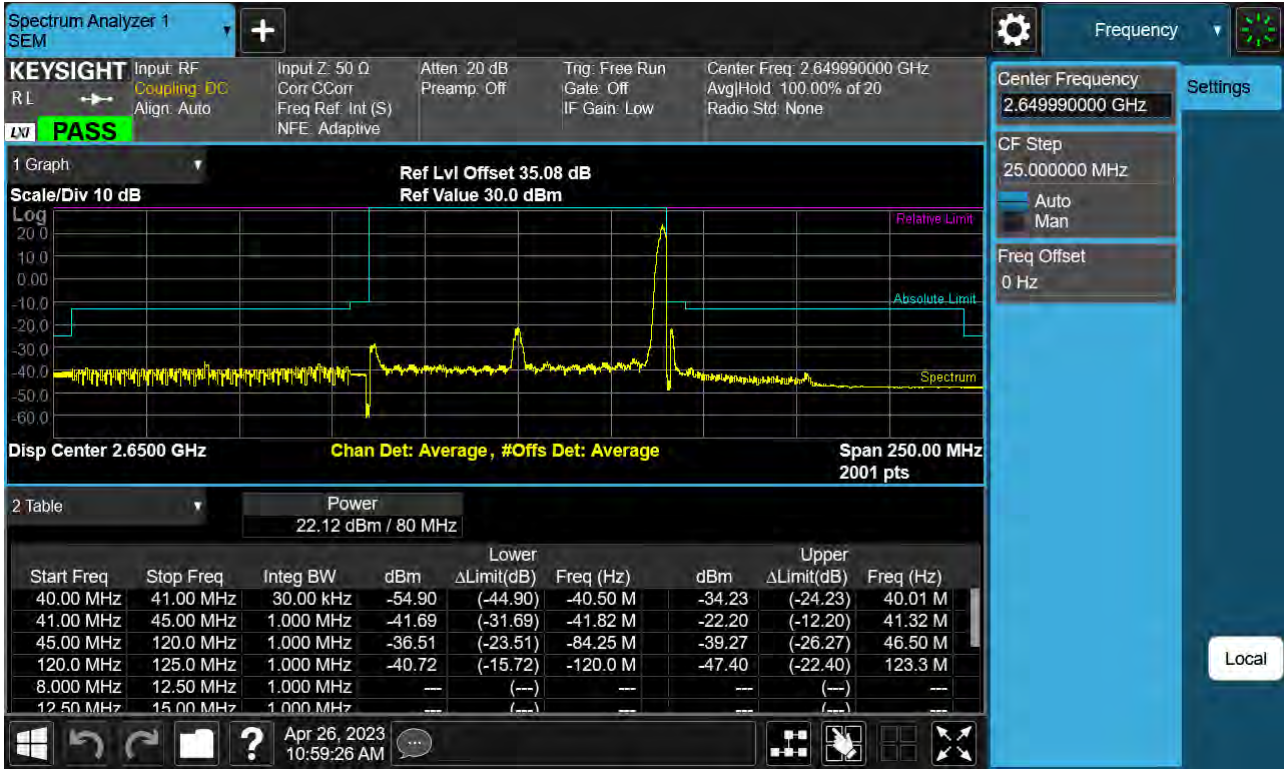 Spectrum Analyzer 1
SEM
+
Frequency
KEYSIGHT
R L
LXI
PASS
Input: RF
Coupling: DC
Align: Auto
Input Z: 50 Ω
Corr CCorr
Freq Ref: Int (S)
NFE: Adaptive
Atten: 20 dB
Preamp: Off
Trig: Free Run
Gate: Off
IF Gain: Low
Center Freq: 2.649990000 GHz
Avg|Hold: 100.00% of 20
Radio Std: None
Center Frequency
2.649990000 GHz
Settings
CF Step
25.000000 MHz
Auto
Man
Freq Offset
0 Hz
Local
1 Graph
Scale/Div 10 dB
Ref Lvl Offset 35.08 dB
Ref Value 30.0 dBm
Log
20.0
10.0
0.00
-10.0
-20.0
-30.0
-40.0
-50.0
-60.0
Relative Limit
Absolute Limit
Spectrum
Disp Center 2.6500 GHz
Chan Det: Average , #Offs Det: Average
Span 250.00 MHz
2001 pts
2 Table
Power
22.12 dBm / 80 MHz
Lower Upper
Start Freq Stop Freq Integ BW dBm ΔLimit(dB) Freq (Hz) dBm ΔLimit(dB) Freq (Hz)
40.00 MHz 41.00 MHz 30.00 kHz -54.90 (-44.90) -40.50 M -34.23 (-24.23) 40.01 M
41.00 MHz 45.00 MHz 1.000 MHz -41.69 (-31.69) -41.82 M -22.20 (-12.20) 41.32 M
45.00 MHz 120.0 MHz 1.000 MHz -36.51 (-23.51) -84.25 M -39.27 (-26.27) 46.50 M
120.0 MHz 125.0 MHz 1.000 MHz -40.72 (-15.72) -120.0 M -47.40 (-22.40) 123.3 M
8.000 MHz 12.50 MHz 1.000 MHz --- (---) --- --- (---) ---
12.50 MHz 15.00 MHz 1.000 MHz --- (---) --- --- (---) ---
?
Apr 26, 2023
10:59:26 AM